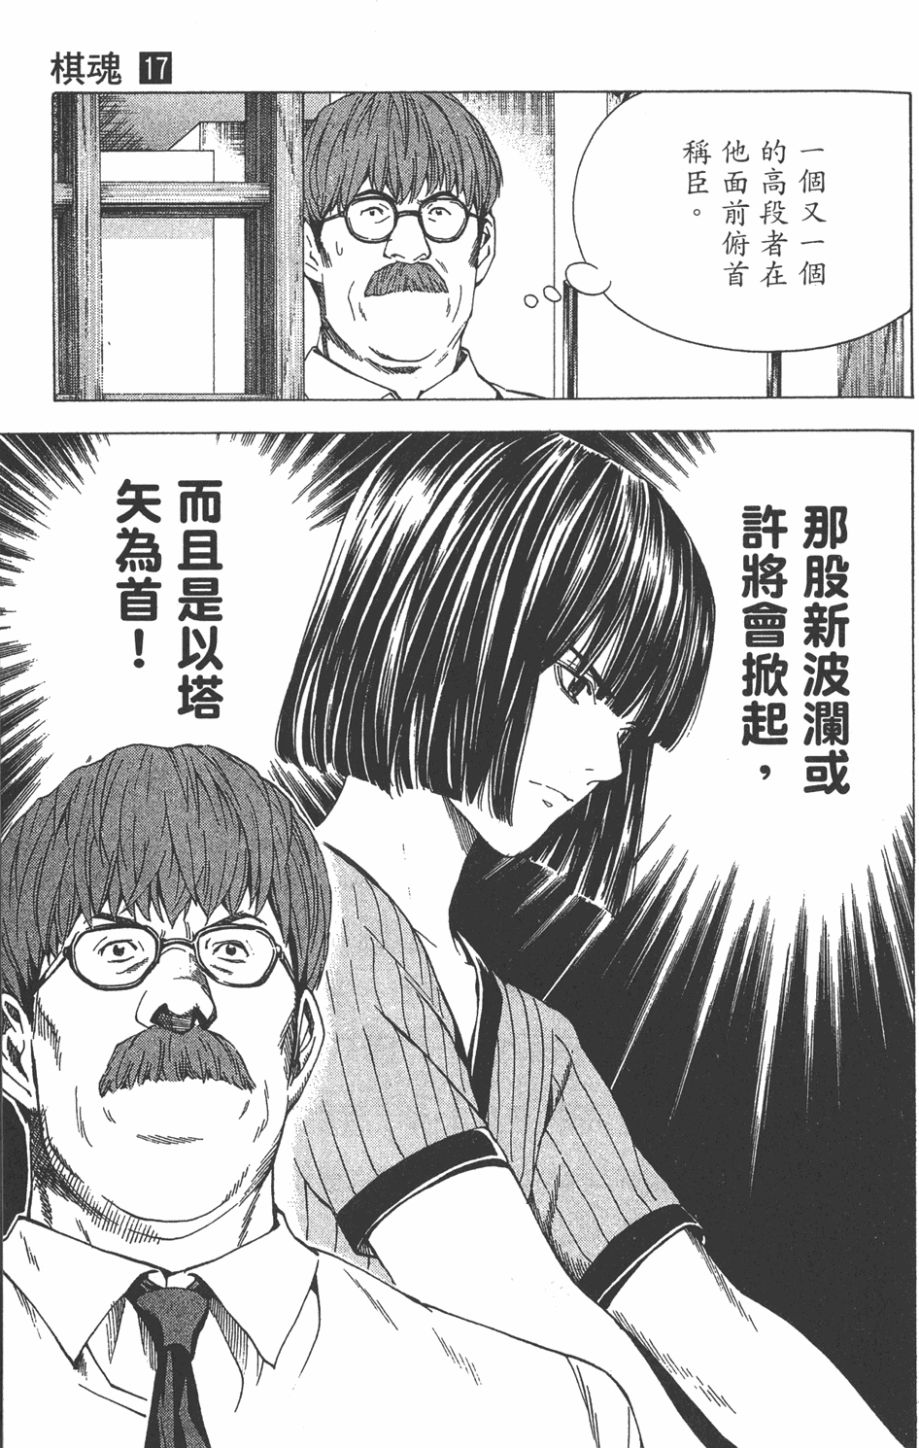 棋魂 17
一個又一個
的高段者在
他面前俯首
稱臣。
那股新波瀾或
許將會掀起，
而且是以塔
矢為首！